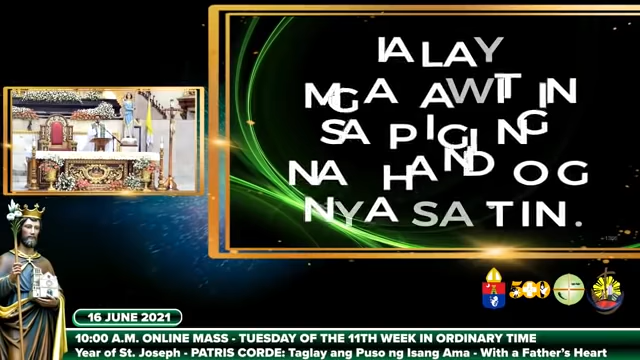 IALAY
MGA AWITIN
SA PIGING
NA HANDOG
NYA SA TIN.
500
16 JUNE 2021
10:00 A.M. ONLINE MASS - TUESDAY OF THE 11TH WEEK IN ORDINARY TIME
Year of St. Joseph - PATRIS CORDE: Taglay ang Puso ng Isang Ama - With a Father's Heart